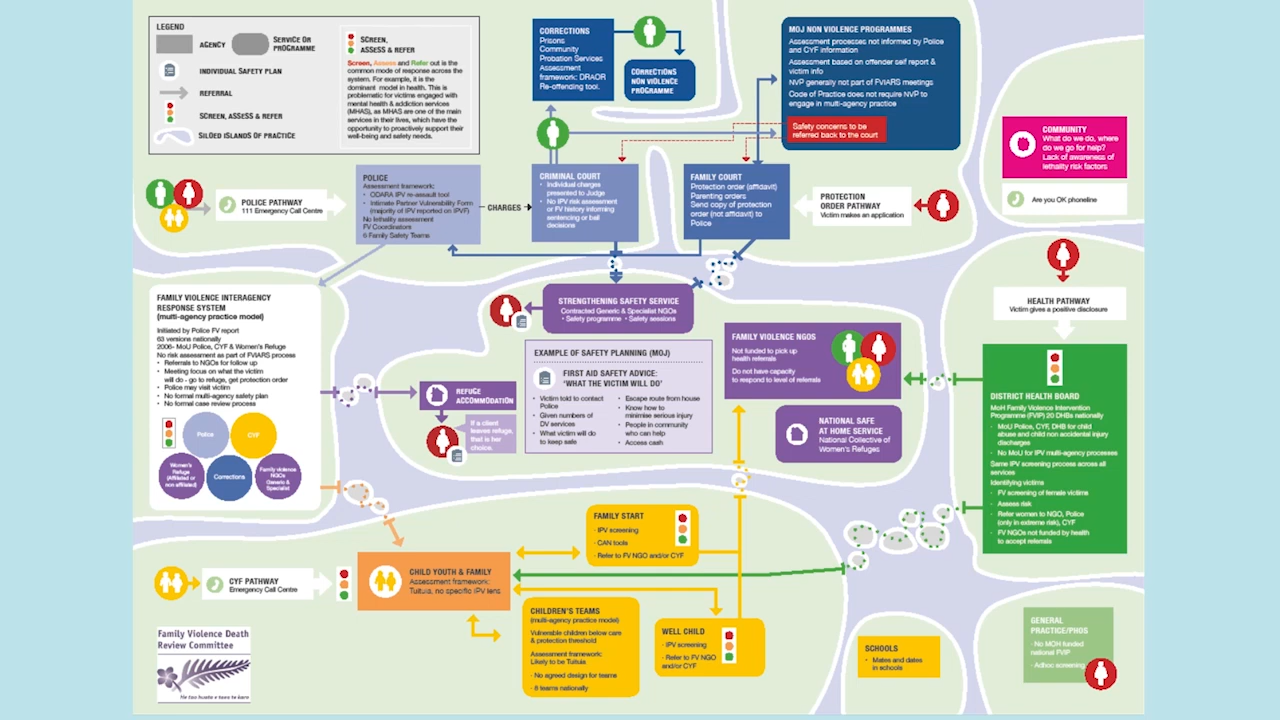 LEGEND
AGENCY
SERVICE OR
PROGRAMME
INDIVIDUAL SAFETY PLAN
REFERRAL
SCREEN, ASSESS & REFER
SILOED ISLANDS OF PRACTICE
SCREEN,
ASSESS & REFER
Screen, Assess and Refer out is the
common mode of response across the
system. For example, it is the
dominant model in health. This is
problematic for victims engaged with
mental health & addiction services
(MHAS), as MHAS are one of the main
services in their lives, which have the
opportunity to proactively support their
well-being and safety needs.
CORRECTIONS
Prisons
Community
Probation Services
Assessment
framework: DRAOR
Re-offending tool.
CORRECTIONS
NON VIOLENCE
PROGRAMME
MOJ NON VIOLENCE PROGRAMMES
Assessment processes not informed by Police
and CYF information
Assessment based on offender self report &
victim info
NVP generally not part of FVIARS meetings
Code of Practice does not require NVP to
engage in multi-agency practice
Safety concerns to be
referred back to the court
COMMUNITY
What do we do, where
do we go for help?
Lack of awareness of
lethality risk factors
Are you OK phoneline
POLICE PATHWAY
111 Emergency Call Centre
POLICE
Assessment framework:
• ODARA IPV re-assault tool
• Intimate Partner Vulnerability Form
(majority of IPV reported on IPVF)
No lethality assessment
FV Coordinators
6 Family Safety Teams
CHARGES
CRIMINAL COURT
• Individual charges
presented to Judge
• No IPV risk assessment
or FV history informing
sentencing or bail
decisions
FAMILY COURT
Protection order (affidavit)
Parenting orders
Send copy of protection
order (not affidavit) to
Police
PROTECTION
ORDER PATHWAY
Victim makes an application
HEALTH PATHWAY
Victim gives a positive disclosure
FAMILY VIOLENCE INTERAGENCY
RESPONSE SYSTEM
(multi-agency practice model)
Initiated by Police FV report
63 versions nationally
2006- MoU Police, CYF & Women's Refuge
No risk assessment as part of FVIARS process
• Referrals to NGOs for follow up
• Meeting focus on what the victim
will do - go to refuge, get protection order
• Police may visit victim
• No formal multi-agency safety plan
• No formal case review process
Police
CYF
Women's
Refuge
(Affiliated or
non affiliated)
Corrections
Family violence
NGOs
Generic &
Specialist
STRENGTHENING SAFETY SERVICE
Contracted Generic & Specialist NGOs
• Safety programme • Safety sessions
REFUGE
ACCOMMODATION
If a client
leaves refuge,
that is her
choice.
EXAMPLE OF SAFETY PLANNING (MOJ)
FIRST AID SAFETY ADVICE:
'WHAT THE VICTIM WILL DO'
• Victim told to contact
Police
• Given numbers of
DV services
• What victim will do
to keep safe
• Escape route from house
• Know how to
minimise serious injury
• People in community
who can help
• Access cash
FAMILY VIOLENCE NGOS
Not funded to pick up
health referrals
Do not have capacity
to respond to level of referrals
NATIONAL SAFE
AT HOME SERVICE
National Collective of
Women's Refuges
DISTRICT HEALTH BOARD
MoH Family Violence Intervention
Programme (FVIP) 20 DHBs nationally
• MoU Police, CYF, DHB for child
abuse and child non accidental injury
discharges
• No MoU for IPV multi-agency processes
Same IPV screening process across all
services
Identifying victims
• FV screening of female victims
• Assess risk
• Refer women to NGO, Police
(only in extreme risk), CYF
• FV NGOs not funded by health
to accept referrals
FAMILY START
· IPV screening
· CAN tools
· Refer to FV NGO and/or CYF
CYF PATHWAY
Emergency Call Centre
CHILD YOUTH & FAMILY
Assessment framework:
Tuituia, no specific IPV lens
CHILDREN'S TEAMS
(multi-agency practice model)
Vulnerable children below care
& protection threshold
Assessment framework:
Likely to be Tuituia
· No agreed design for teams
· 8 teams nationally
WELL CHILD
· IPV screening
· Refer to FV NGO
and/or CYF
SCHOOLS
• Mates and dates
in schools
GENERAL
PRACTICE/PHOS
· No MOH funded
national FVIP
· Adhoc screening
Family Violence Death
Review Committee
He tao huata e taea te karo